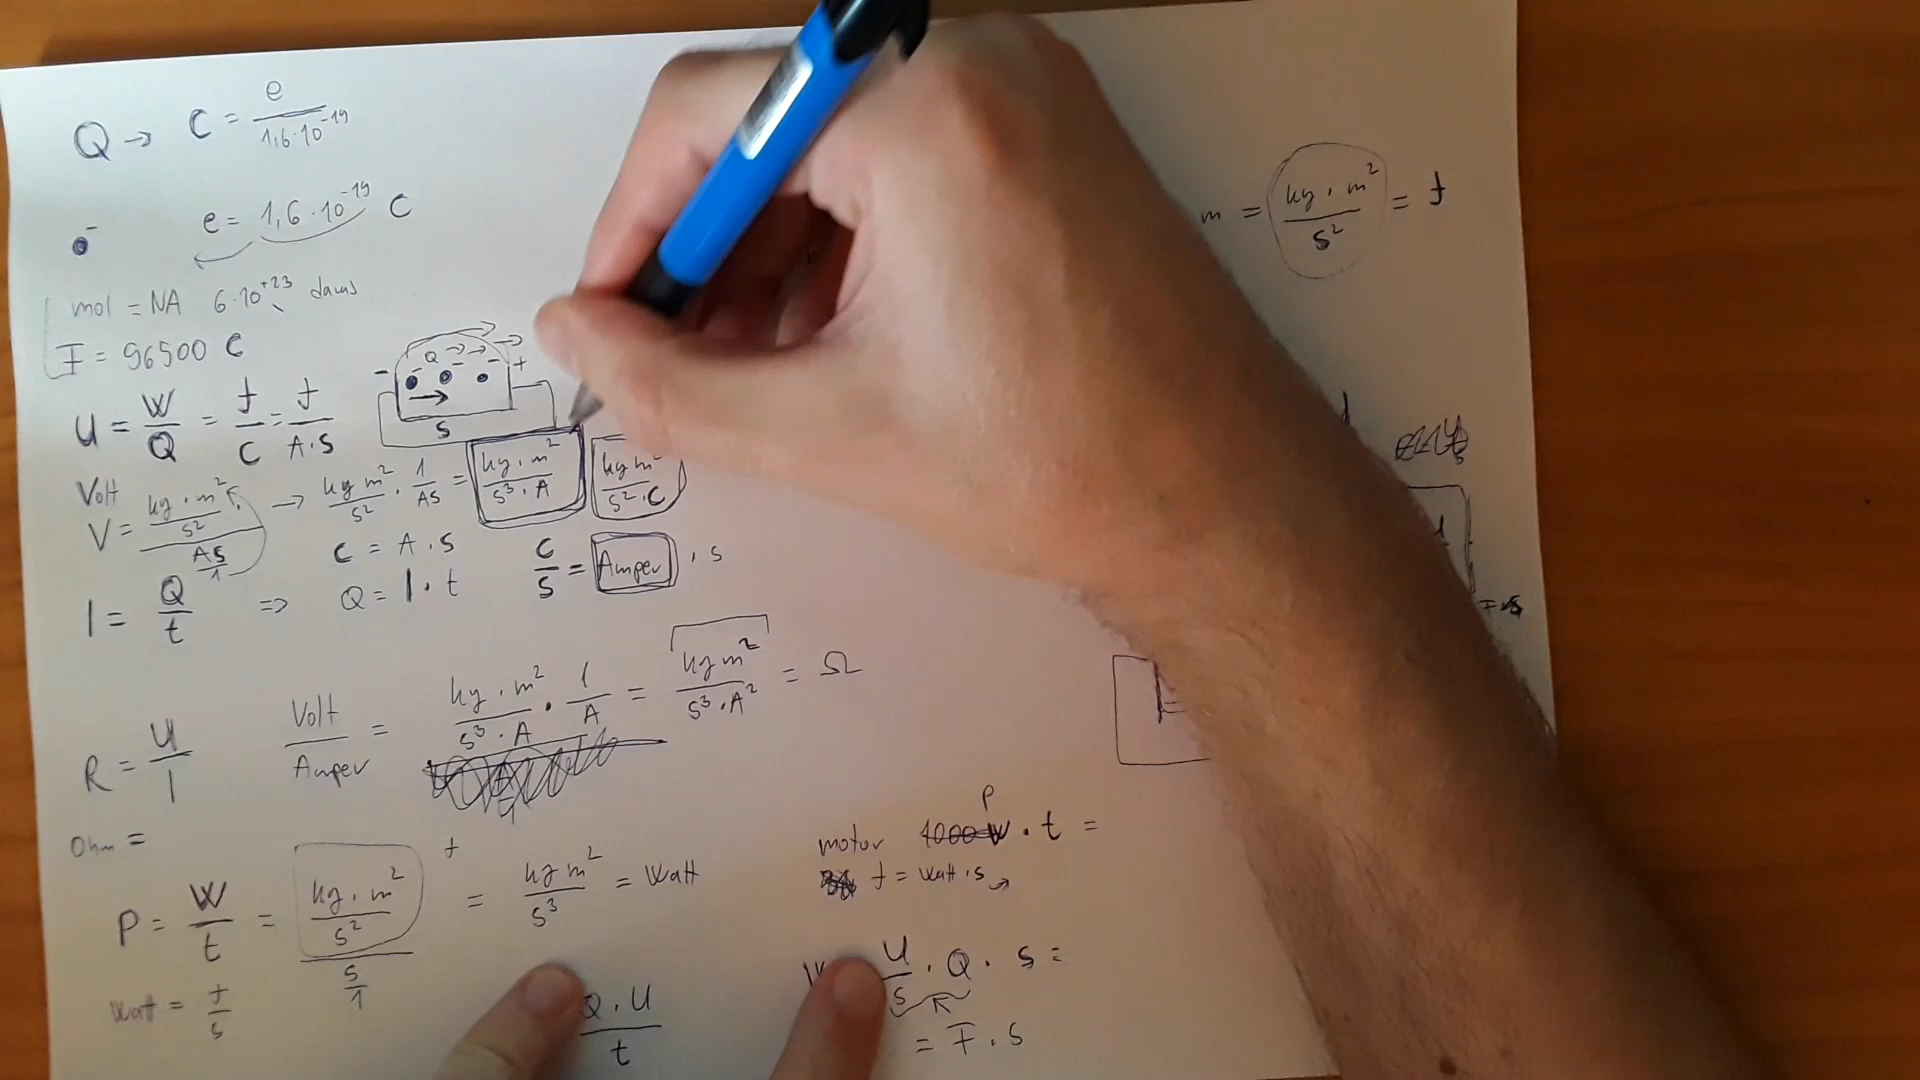 Q → C = e / 1,6·10⁻¹⁹
e = 1,6·10⁻¹⁹ C
mol = NA 6·10⁺²³
F = 96500 C
Q → → →
- - - - +
S
U = W/Q = J/C = J/(A·S)
Volt
V = (kg·m²/s²)/(AS/1) → kg m²/s² · 1/AS = kg·m²/(s³·A) kg m²/(s²·C)
C = A·S C/S = Amper · S
I = Q/t => Q = I·t
R = U/I Volt/Amper = kg·m²/(s³·A) · 1/A = kg m²/(s³·A²) = Ω
Ohm =
P = W/t = (kg·m²/s²)/(s/1) = kg m²/s³ = Watt
J
Watt = J/s
Q·U/t
m = kg·m²/s² = J
P
motor 1000 W · t =
J = Watt·s →
U/s · Q · s =
= F·s